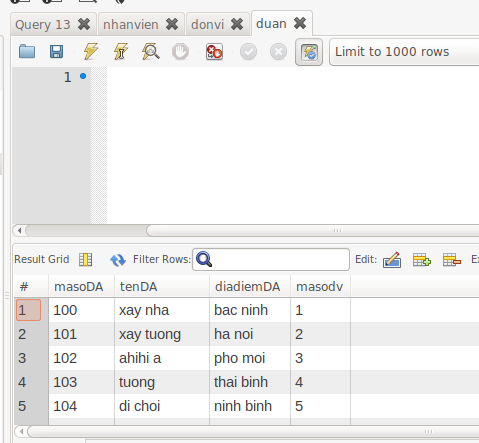 Query 13 nhanvien donvi duan
Limit to 1000 rows
1
Result Grid Filter Rows: Edit:
# masoDA tenDA diadiemDA masodv
1 100 xay nha bac ninh 1
2 101 xay tuong ha noi 2
3 102 ahihi a pho moi 3
4 103 tuong thai binh 4
5 104 di choi ninh binh 5